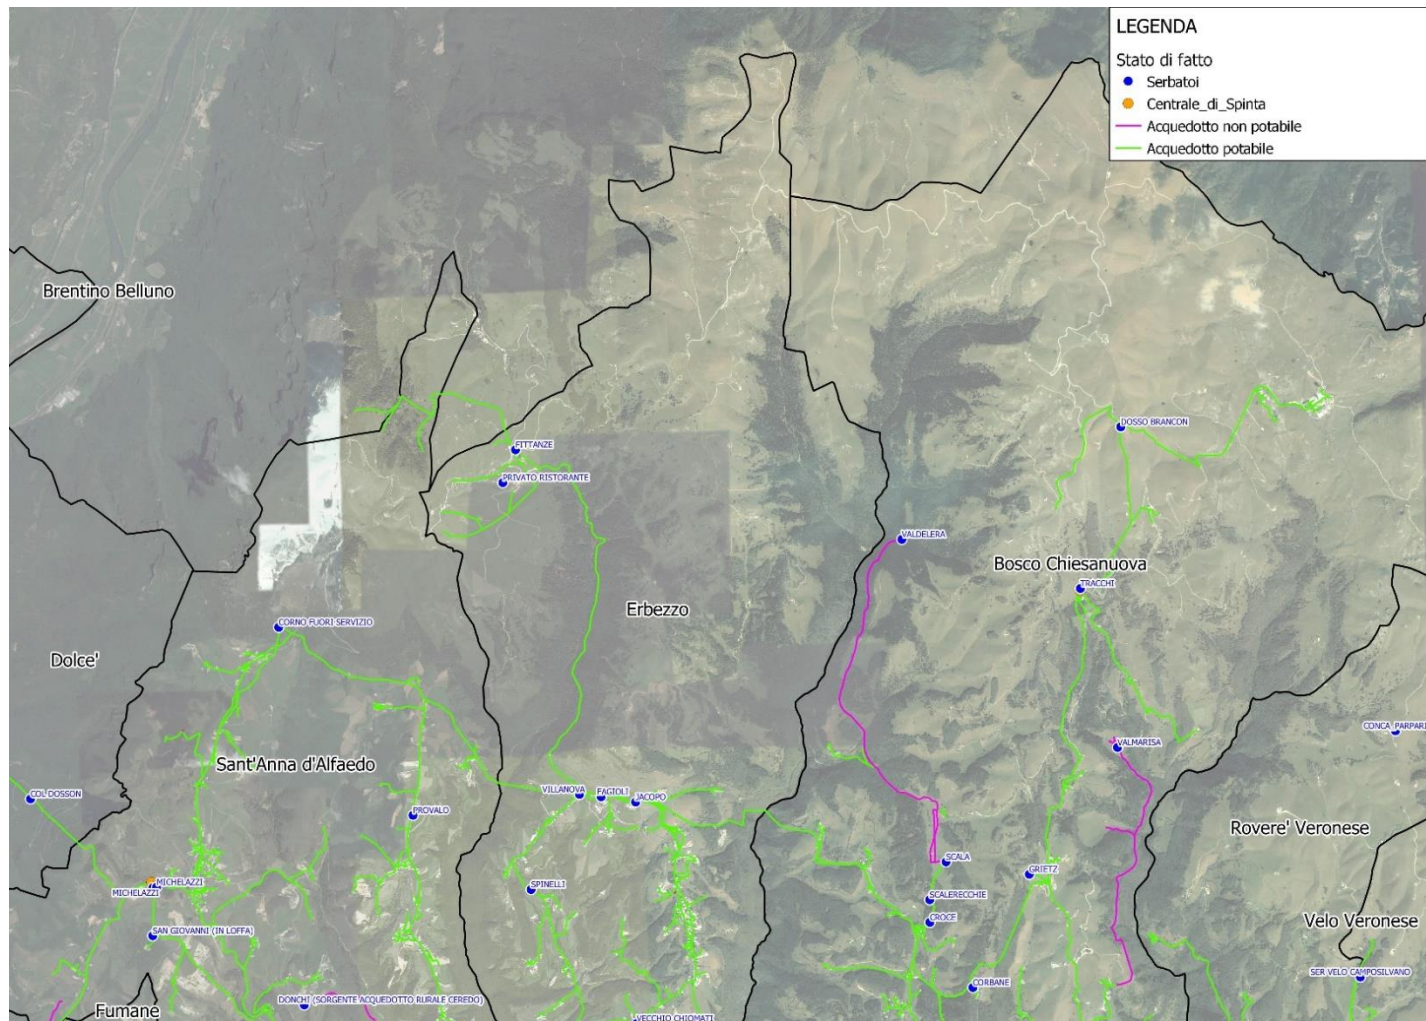 LEGENDA
Stato di fatto
Serbatoi
Centrale_di_Spinta
Acquedotto non potabile
Acquedotto potabile
Brentino Belluno
DOSSO BRANCON
FITTANZE
PRIVATO RISTORANTE
VALDELERA
Bosco Chiesanuova
TRACCHI
Erbezzo
CORNO FUORI SERVIZIO
Dolce'
CONCA_PARPARI
VALMARISA
Sant'Anna d'Alfaedo
COL DOSSON
VILLANOVA
FAGIOLI
JACOPO
PROVALO
Rovere' Veronese
SCALA
GRIETZ
MICHELAZZI
MICHELAZZI
SPINELLI
SCALERECCHIE
CROCE
Velo Veronese
SAN GIOVANNI (IN LOFFA)
SER VELO CAMPOSILVANO
CORBANE
DONCHI (SORGENTE ACQUEDOTTO RURALE CEREDO)
Fumane
VECCHIO CHIOMATI